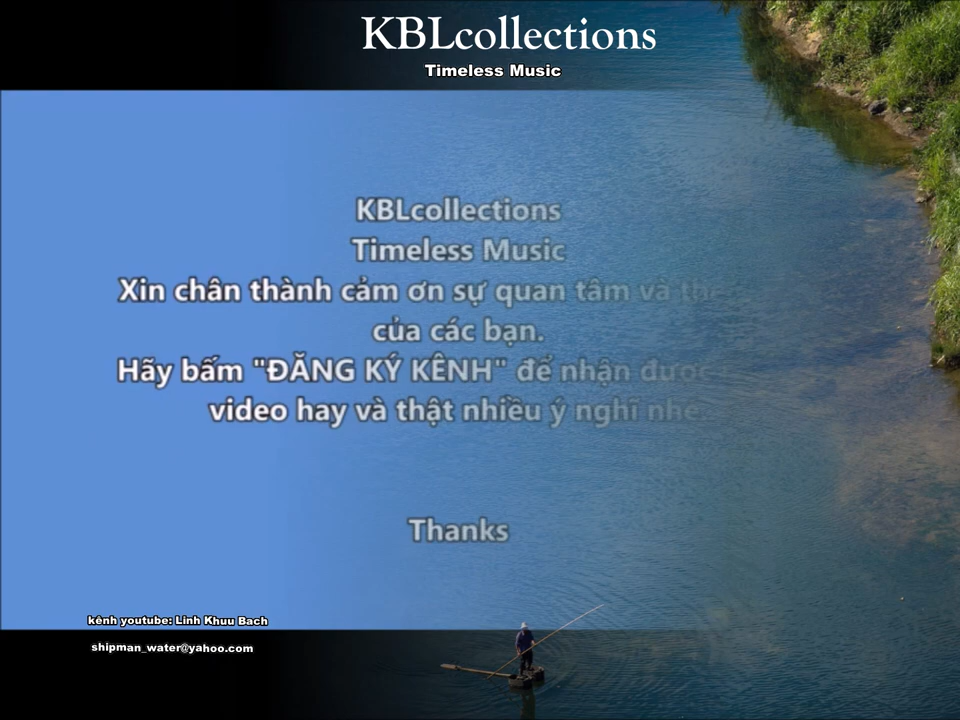 KBLcollections
Timeless Music
KBLcollections
Timeless Music
Xin chân thành cảm ơn sự quan tâm và
của các bạn.
Hãy bấm "ĐĂNG KÝ KÊNH" để nhận được
video hay và thật nhiều ý nghĩ nhé.
Thanks
kênh youtube: Linh Khuu Bach
shipman_water@yahoo.com